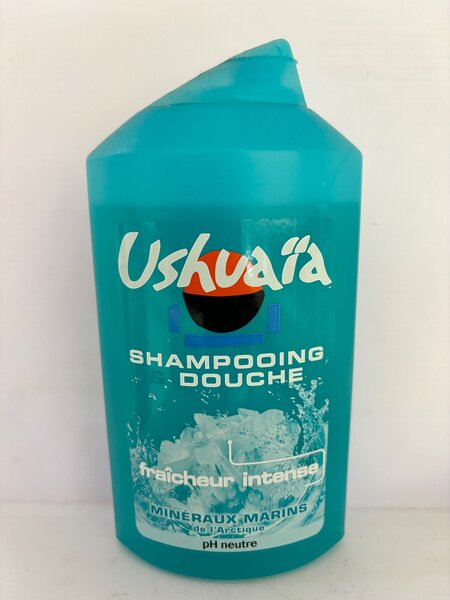 Ushuaïa
SHAMPOOING
& DOUCHE
fraîcheur intense
MINÉRAUX MARINS
de l'Arctique
pH neutre